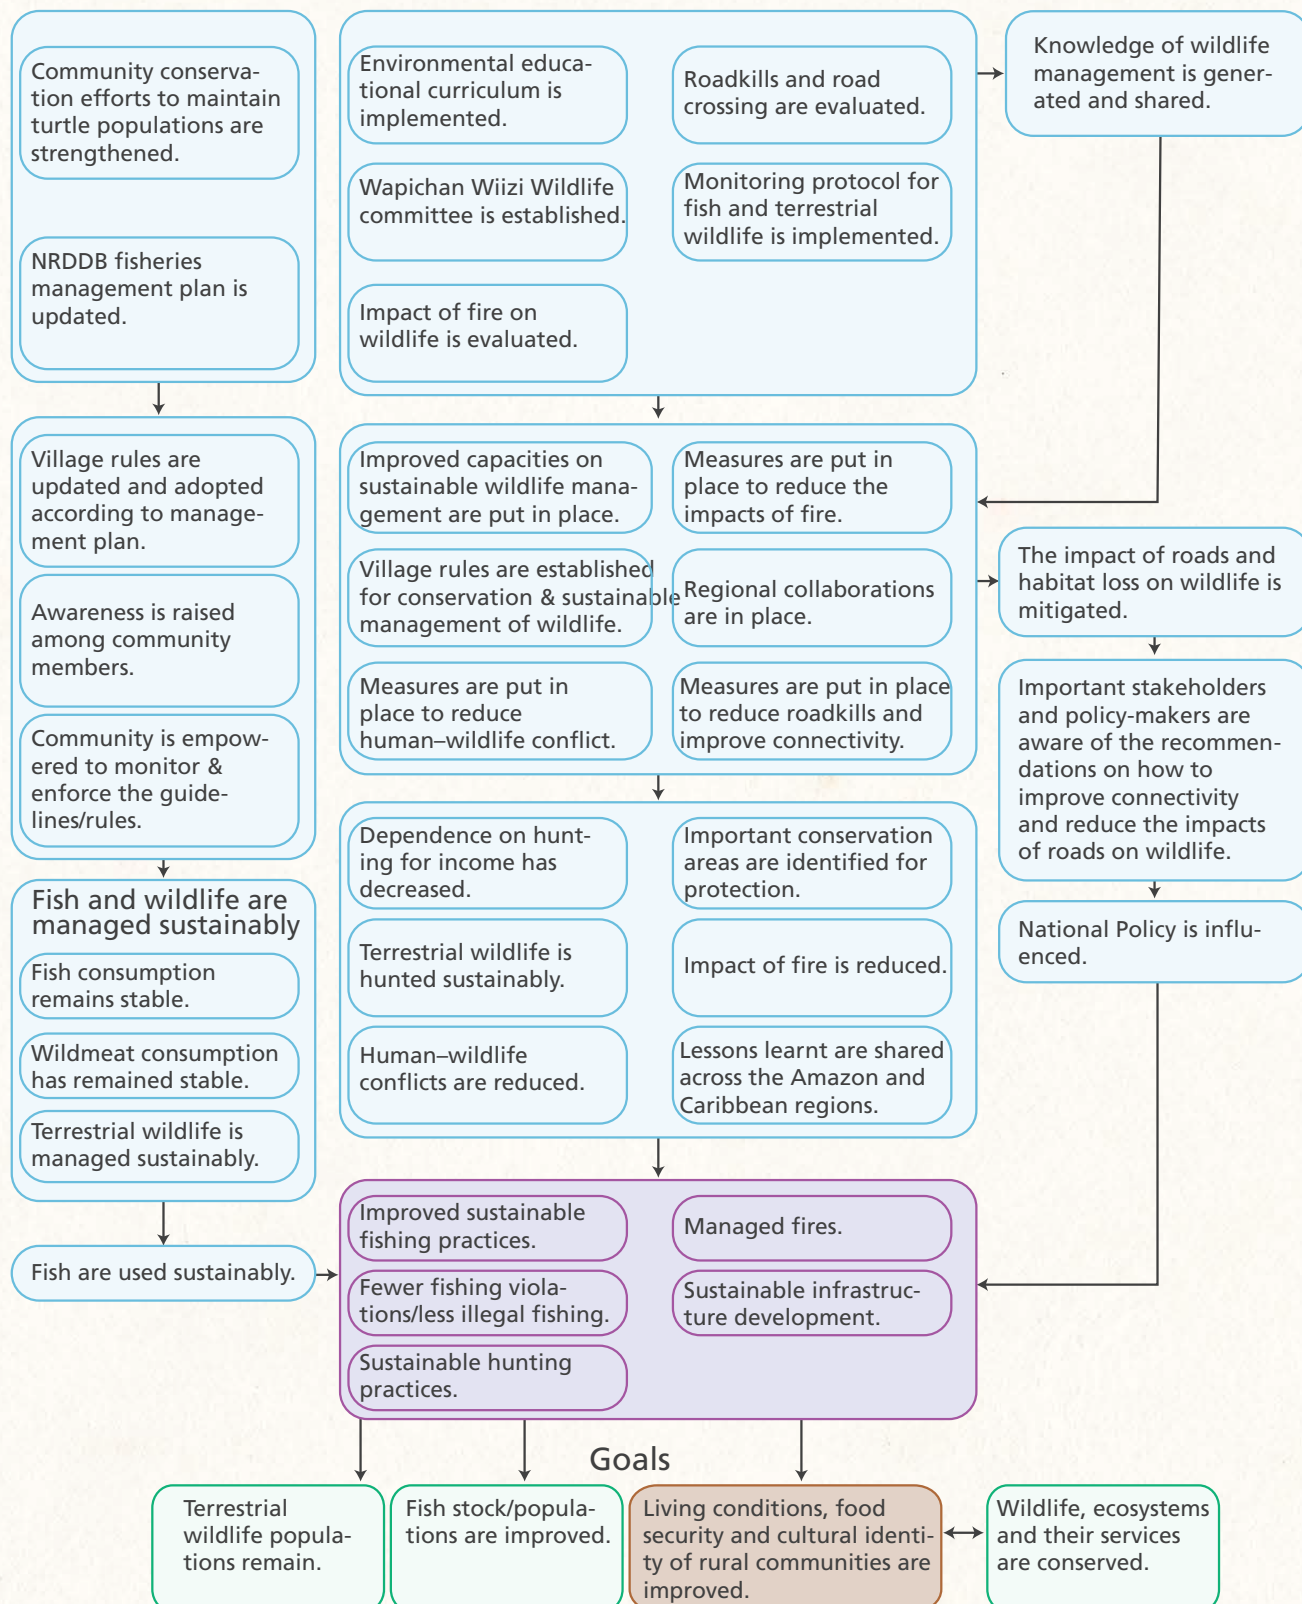 Community conserva-
tion efforts to maintain
turtle populations are
strengthened.
NRDDB fisheries
management plan is
updated.
Environmental educa-
tional curriculum is
implemented.
Roadkills and road
crossing are evaluated.
Wapichan Wiizi Wildlife
committee is established.
Monitoring protocol for
fish and terrestrial
wildlife is implemented.
Impact of fire on
wildlife is evaluated.
Knowledge of wildlife
management is gener-
ated and shared.
Village rules are
updated and adopted
according to manage-
ment plan.
Awareness is raised
among community
members.
Community is empow-
ered to monitor &
enforce the guide-
lines/rules.
Improved capacities on
sustainable wildlife mana-
gement are put in place.
Measures are put in
place to reduce the
impacts of fire.
Village rules are established
for conservation & sustainable
management of wildlife.
Regional collaborations
are in place.
Measures are put in
place to reduce
human–wildlife conflict.
Measures are put in place
to reduce roadkills and
improve connectivity.
The impact of roads and
habitat loss on wildlife is
mitigated.
Important stakeholders
and policy-makers are
aware of the recommen-
dations on how to
improve connectivity
and reduce the impacts
of roads on wildlife.
National Policy is influ-
enced.
Fish and wildlife are
managed sustainably
Fish consumption
remains stable.
Wildmeat consumption
has remained stable.
Terrestrial wildlife is
managed sustainably.
Dependence on hunt-
ing for income has
decreased.
Important conservation
areas are identified for
protection.
Terrestrial wildlife is
hunted sustainably.
Impact of fire is reduced.
Human–wildlife
conflicts are reduced.
Lessons learnt are shared
across the Amazon and
Caribbean regions.
Fish are used sustainably.
Improved sustainable
fishing practices.
Managed fires.
Fewer fishing viola-
tions/less illegal fishing.
Sustainable infrastruc-
ture development.
Sustainable hunting
practices.
Goals
Terrestrial
wildlife popula-
tions remain.
Fish stock/popula-
tions are improved.
Living conditions, food
security and cultural identi-
ty of rural communities are
improved.
Wildlife, ecosystems
and their services
are conserved.